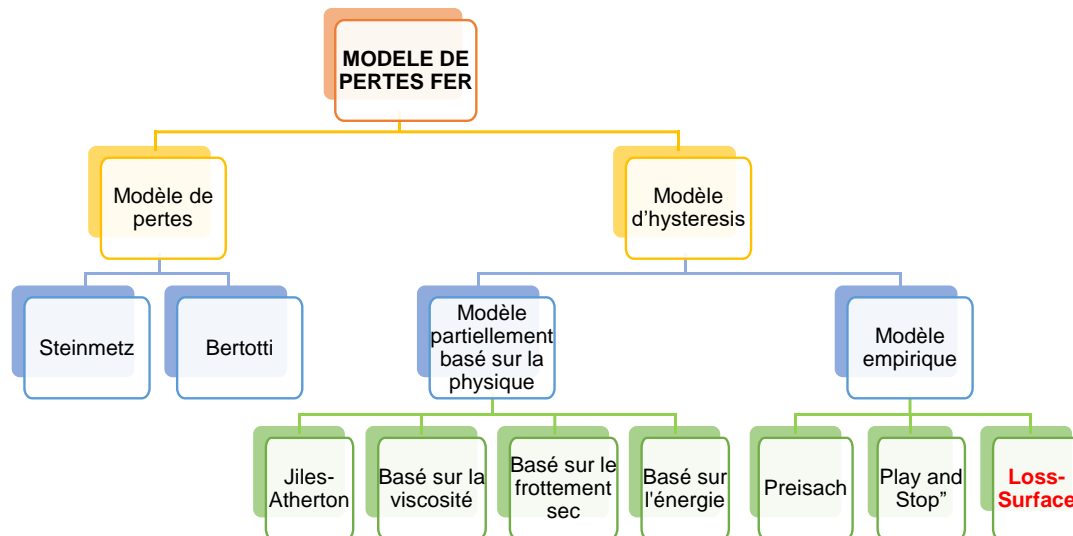 MODELE DE
PERTES FER
Modèle de
pertes
Modèle
d'hysteresis
Steinmetz
Bertotti
Modèle
partiellement
basé sur la
physique
Modèle
empirique
Jiles-
Atherton
Basé sur la
viscosité
Basé sur le
frottement
sec
Basé sur
l'énergie
Preisach
Play and
Stop”
Loss-
Surface